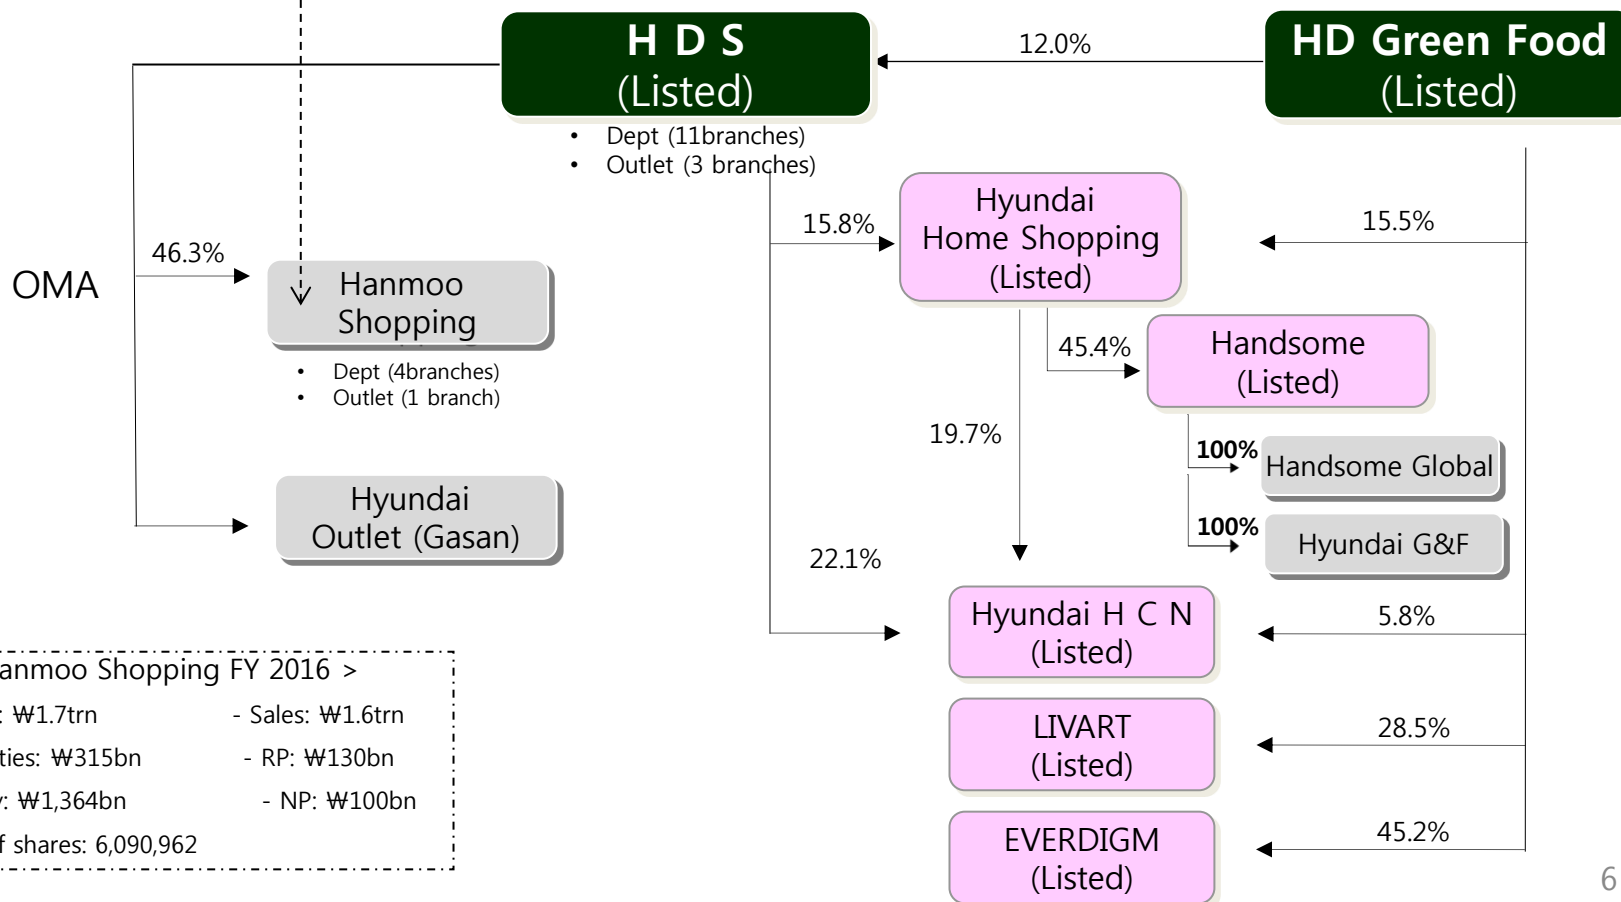 H D S
(Listed)
12.0%
HD Green Food
(Listed)
• Dept (11branches)
• Outlet (3 branches)
15.8%
Hyundai
Home Shopping
(Listed)
15.5%
46.3%
OMA
Hanmoo
Shopping
• Dept (4branches)
• Outlet (1 branch)
45.4%
Handsome
(Listed)
19.7%
100%
Handsome Global
100%
Hyundai G&F
Hyundai
Outlet (Gasan)
22.1%
Hyundai H C N
(Listed)
5.8%
LIVART
(Listed)
28.5%
EVERDIGM
(Listed)
45.2%
Shopping FY 2016 >
: ₩1.7trn - Sales: ₩1.6trn
: ₩315bn - RP: ₩130bn
: ₩1,364bn - NP: ₩100bn
shares: 6,090,962
6